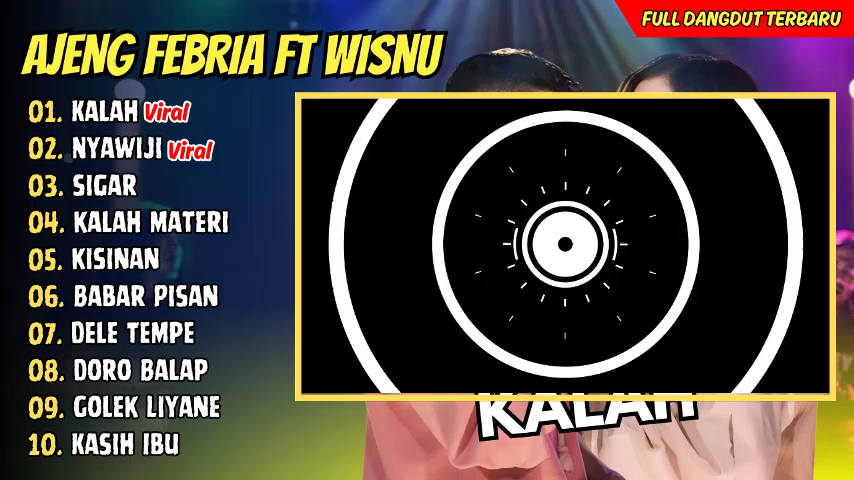 FULL DANGDUT TERBARU
AJENG FEBRIA FT WISNU
01. KALAH Viral
02. NYAWIJI Viral
03. SIGAR
04. KALAH MATERI
05. KISINAN
06. BABAR PISAN
07. DELE TEMPE
08. DORO BALAP
09. GOLEK LIYANE
10. KASIH IBU
KALAH